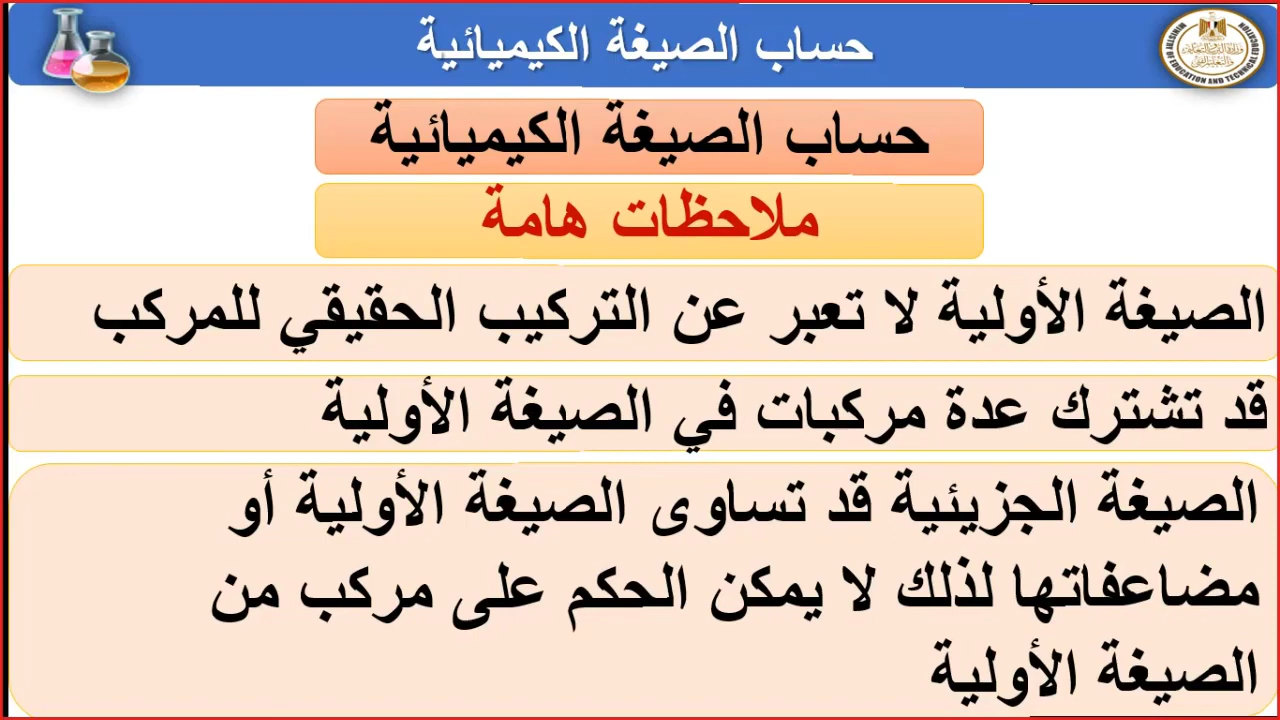 حساب الصيغة الكيميائية
حساب الصيغة الكيميائية
ملاحظات هامة
الصيغة الأولية لا تعبر عن التركيب الحقيقي للمركب
قد تشترك عدة مركبات في الصيغة الأولية
الصيغة الجزيئية قد تساوى الصيغة الأولية أو
مضاعفاتها لذلك لا يمكن الحكم على مركب من
الصيغة الأولية